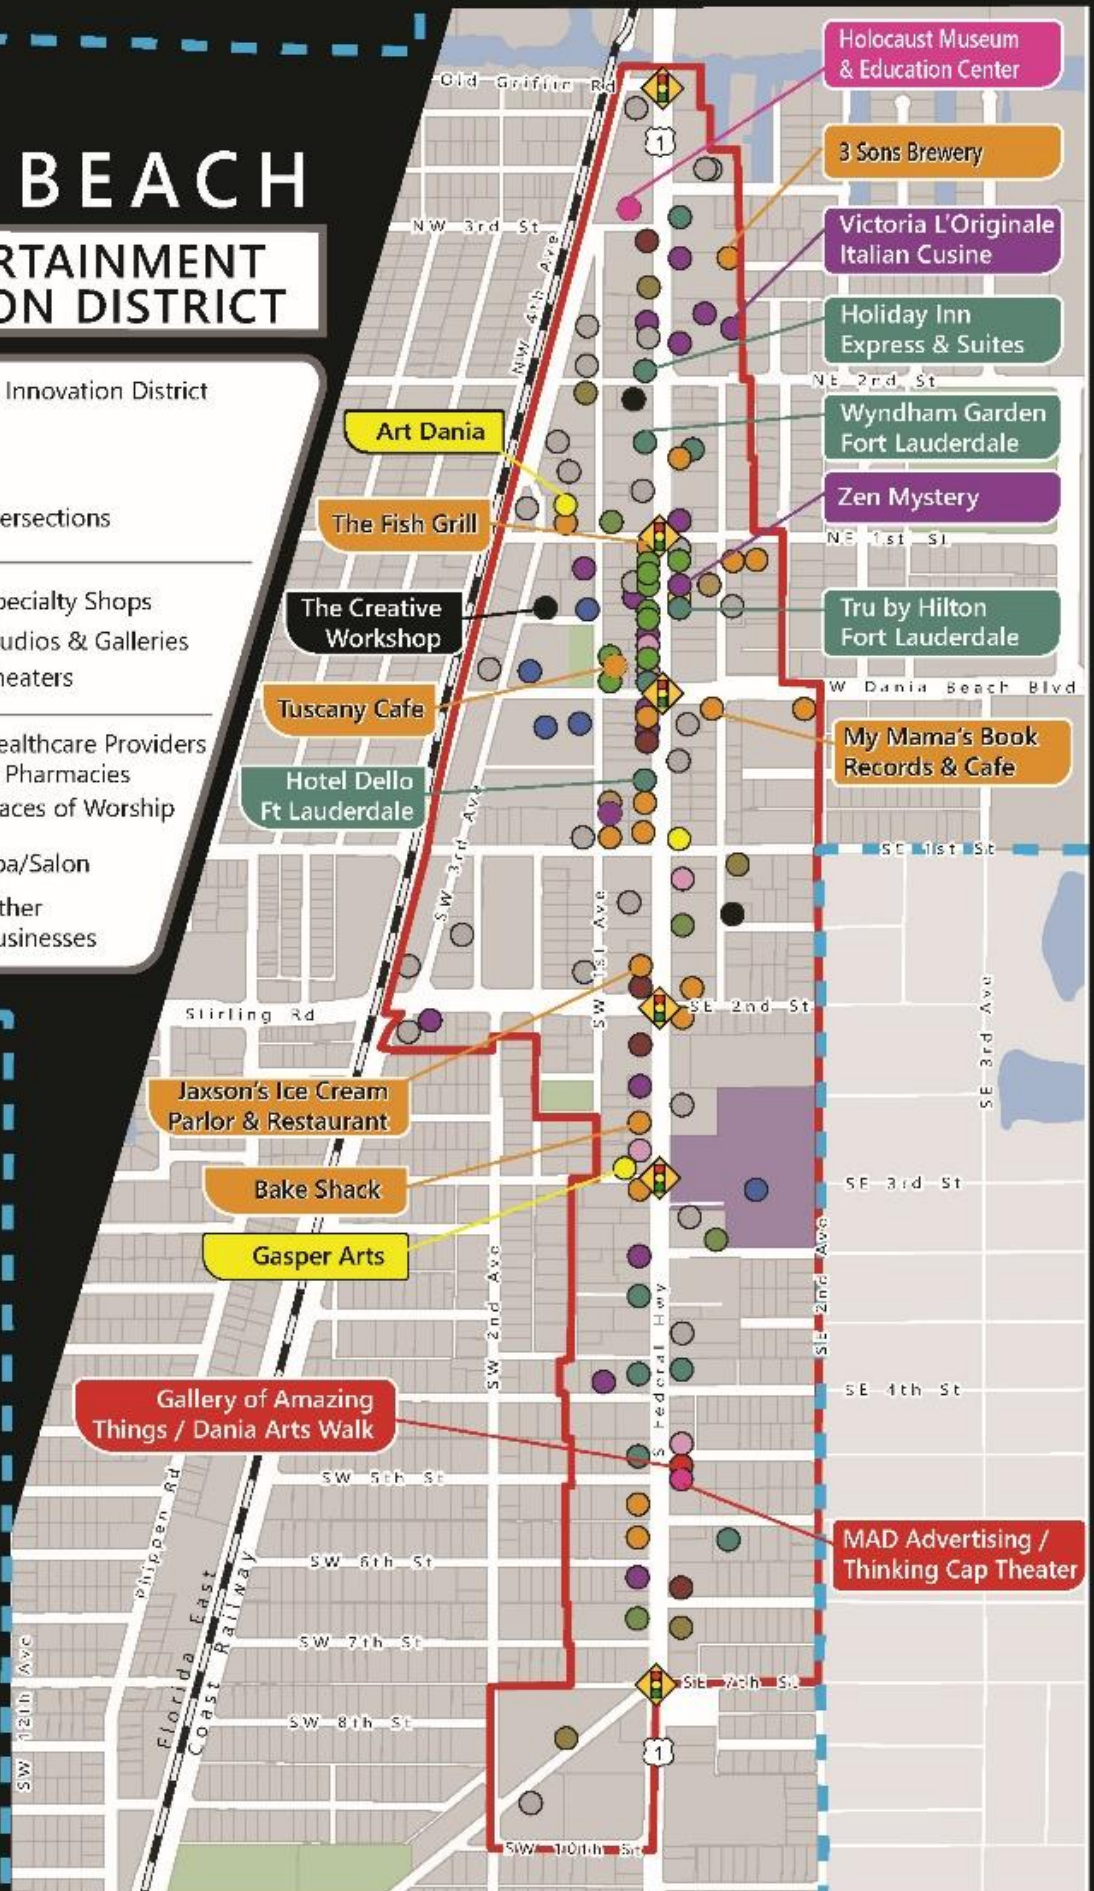 BEACH
RTAINMENT
ON DISTRICT
Innovation District
ersections
pecialty Shops
udios & Galleries
heaters
ealthcare Providers
Pharmacies
aces of Worship
pa/Salon
ther
usinesses
Holocaust Museum
& Education Center
3 Sons Brewery
Victoria L'Originale
Italian Cusine
Holiday Inn
Express & Suites
Wyndham Garden
Fort Lauderdale
Zen Mystery
Tru by Hilton
Fort Lauderdale
My Mama's Book
Records & Cafe
MAD Advertising /
Thinking Cap Theater
Art Dania
The Fish Grill
The Creative
Workshop
Tuscany Cafe
Hotel Dello
Ft Lauderdale
Jaxson's Ice Cream
Parlor & Restaurant
Bake Shack
Gasper Arts
Gallery of Amazing
Things / Dania Arts Walk
Old Griffin Rd
1
NW 3rd St
NW 4th Ave
NE 2nd St
NE 1st St
W Dania Beach Blvd
SW 3rd Ave
SE 1st St
SW 1st Ave
Stirling Rd
SE 2nd St
SE 3rd Ave
SE 3rd St
SW 2nd Ave
S Federal Hwy
SE 2nd Ave
SE 4th St
SW 5th St
Phippen Rd
SW 6th St
Florida East
Coast Railway
SW 7th St
SE 7th St
SW 12th Ave
SW 8th St
1
SW 10th St